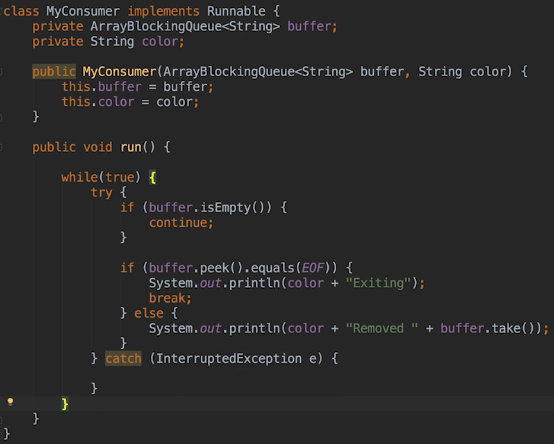 class MyConsumer implements Runnable {
    private ArrayBlockingQueue<String> buffer;
    private String color;
    public MyConsumer(ArrayBlockingQueue<String> buffer, String color) {
        this.buffer = buffer;
        this.color = color;
    }
    public void run() {
        while(true) {
            try {
                if (buffer.isEmpty()) {
                    continue;
                }
                if (buffer.peek().equals(EOF)) {
                    System.out.println(color + "Exiting");
                    break;
                } else {
                    System.out.println(color + "Removed " + buffer.take());
                }
            } catch (InterruptedException e) {
            }
        }
    }
}